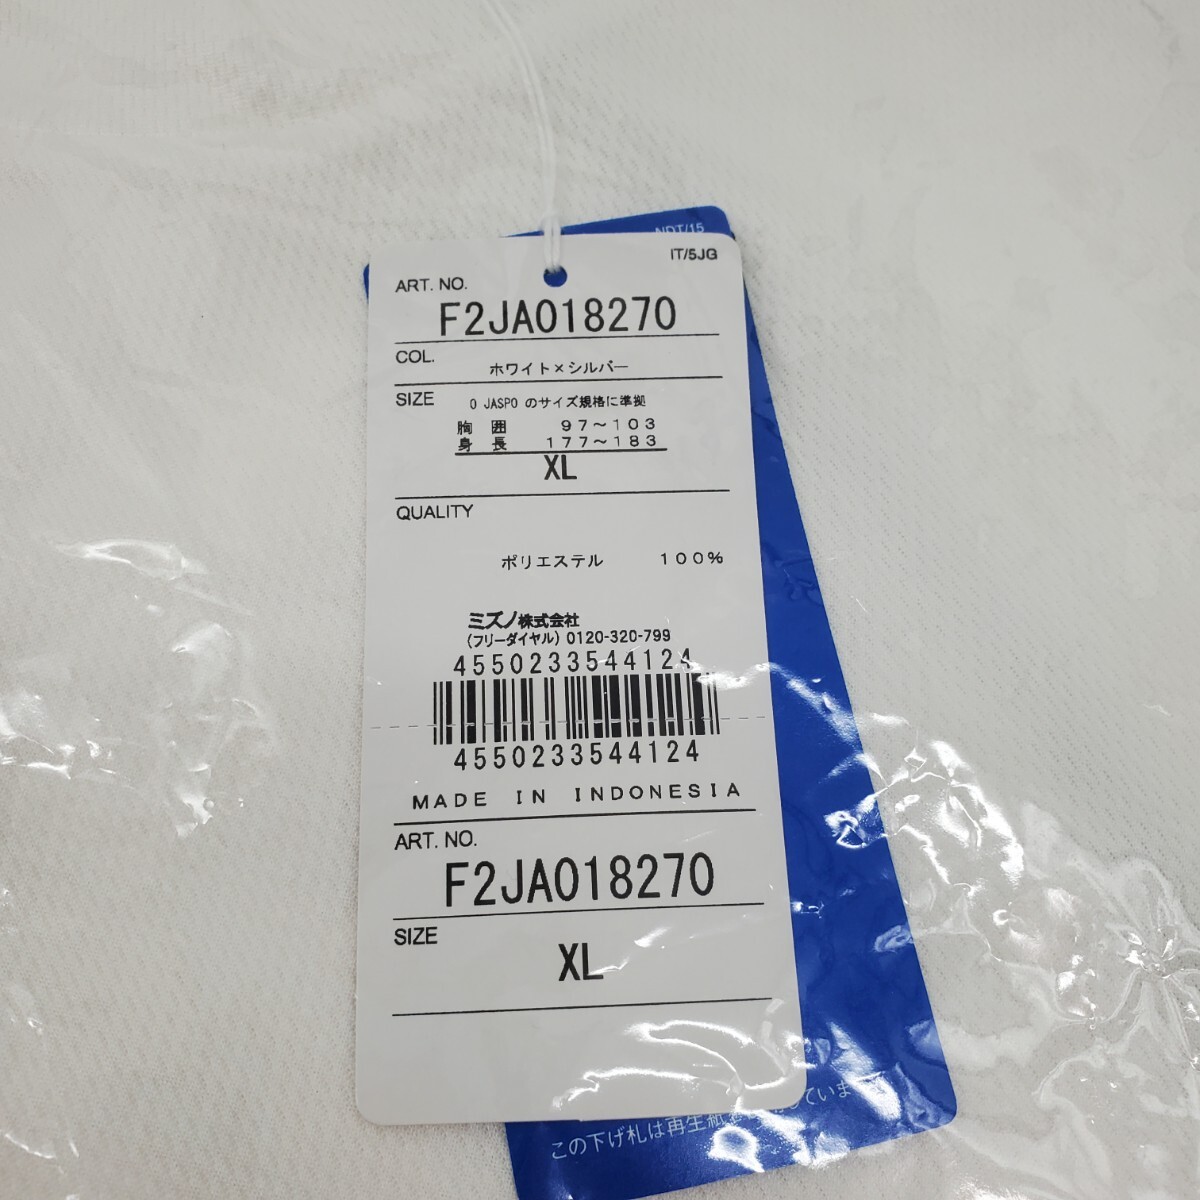 NDT/15
IT/5JG
ART. NO.
F2JA018270
COL.
ホワイト×シルバー
SIZE
0 JASPO のサイズ規格に準拠
胸 囲 97～103
身 長 177～183
XL
QUALITY
ポリエステル 100%
ミズノ株式会社
(フリーダイヤル) 0120-320-799
4550233544124
4550233544124
MADE IN INDONESIA
ART. NO.
F2JA018270
SIZE
XL
この下げ札は再生紙を